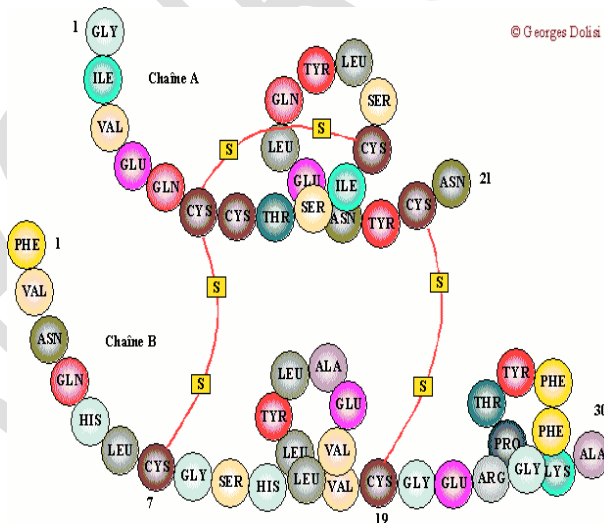 © Georges Dolisi
1
Chaîne A
GLY
ILE
VAL
GLU
GLN
CYS
CYS
THR
SER
ILE
CYS
SER
LEU
TYR
GLN
LEU
GLU
ASN
TYR
CYS
ASN
21
S
S
S
S
S
S
1
Chaîne B
PHE
VAL
ASN
GLN
HIS
LEU
CYS
7
GLY
SER
HIS
LEU
VAL
GLU
ALA
LEU
TYR
LEU
VAL
CYS
19
GLY
GLU
ARG
GLY
PHE
PHE
TYR
THR
PRO
LYS
ALA
30